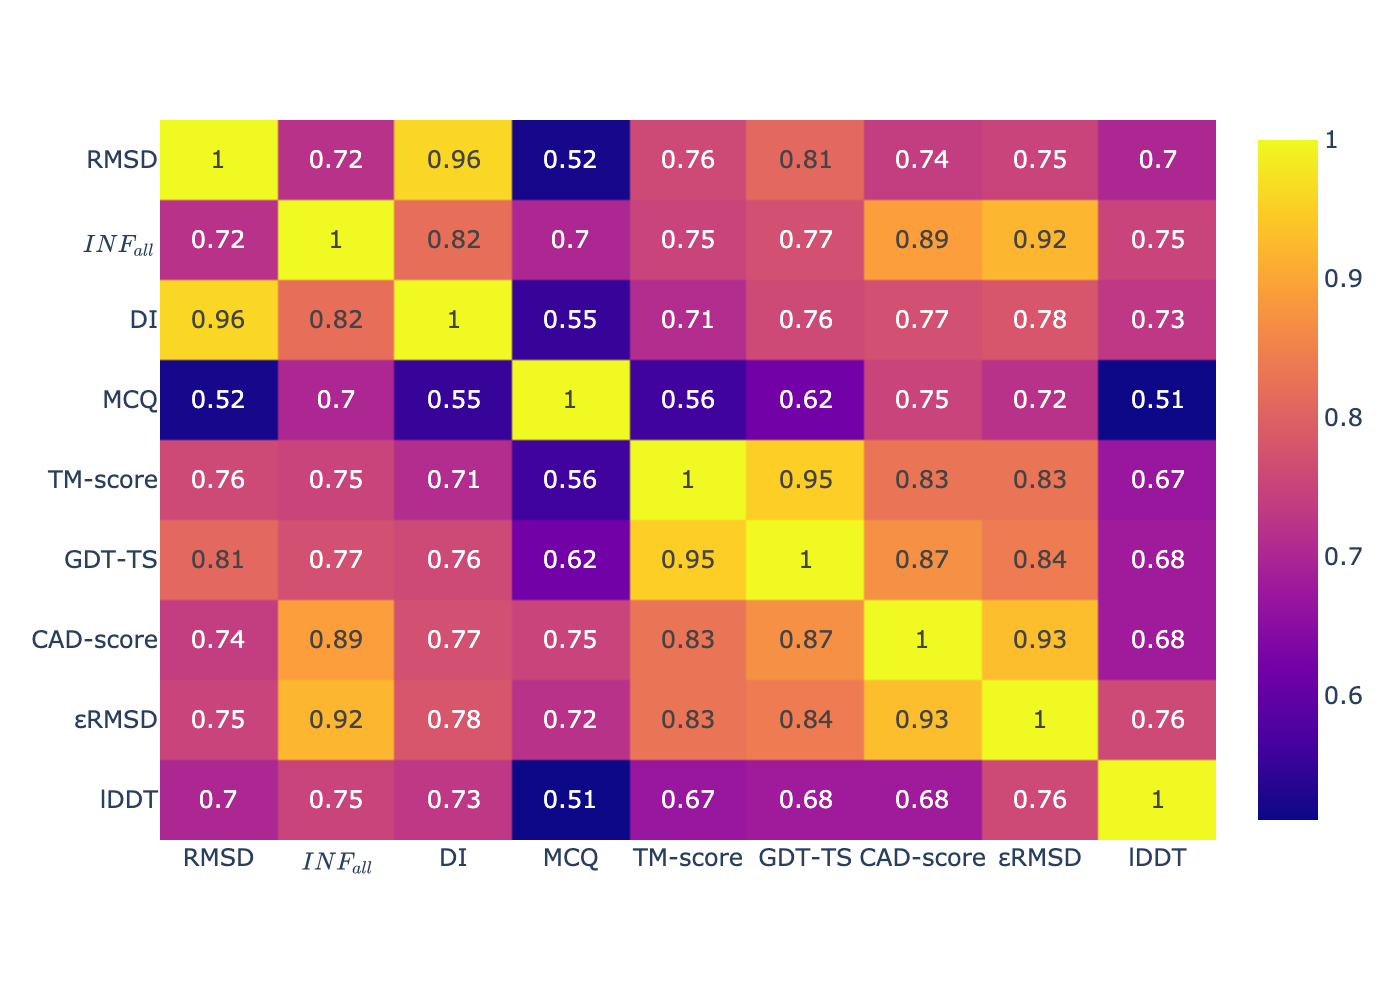 RMSD 1 0.72 0.96 0.52 0.76 0.81 0.74 0.75 0.7
INF_all 0.72 1 0.82 0.7 0.75 0.77 0.89 0.92 0.75
DI 0.96 0.82 1 0.55 0.71 0.76 0.77 0.78 0.73
MCQ 0.52 0.7 0.55 1 0.56 0.62 0.75 0.72 0.51
TM-score 0.76 0.75 0.71 0.56 1 0.95 0.83 0.83 0.67
GDT-TS 0.81 0.77 0.76 0.62 0.95 1 0.87 0.84 0.68
CAD-score 0.74 0.89 0.77 0.75 0.83 0.87 1 0.93 0.68
εRMSD 0.75 0.92 0.78 0.72 0.83 0.84 0.93 1 0.76
lDDT 0.7 0.75 0.73 0.51 0.67 0.68 0.68 0.76 1
RMSD INF_all DI MCQ TM-score GDT-TS CAD-score εRMSD lDDT
1
0.9
0.8
0.7
0.6